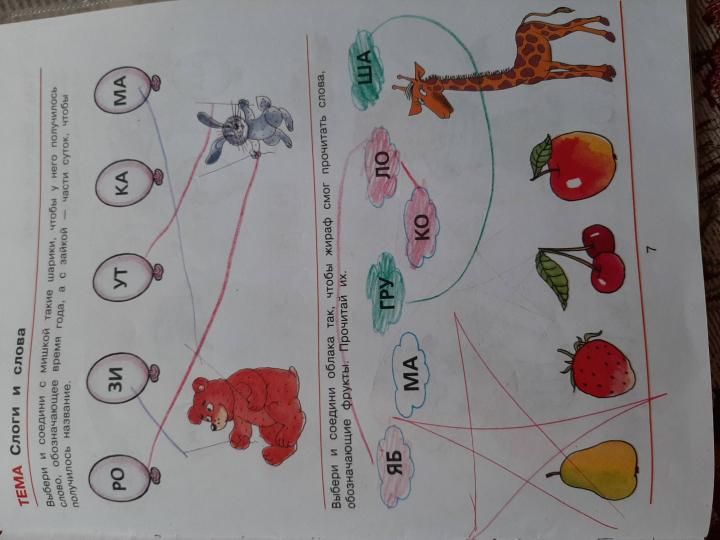 ТЕМА Слоги и слова
Выбери и соедини с мишкой такие шарики, чтобы у него получилось
слово, обозначающее время года, а с зайкой — части суток, чтобы
получилось название.
РО ЗИ УТ КА МА
Выбери и соедини облака так, чтобы жираф смог прочитать слова,
обозначающие фрукты. Прочитай их.
ЯБ МА ГРУ КО ЛО ША
7